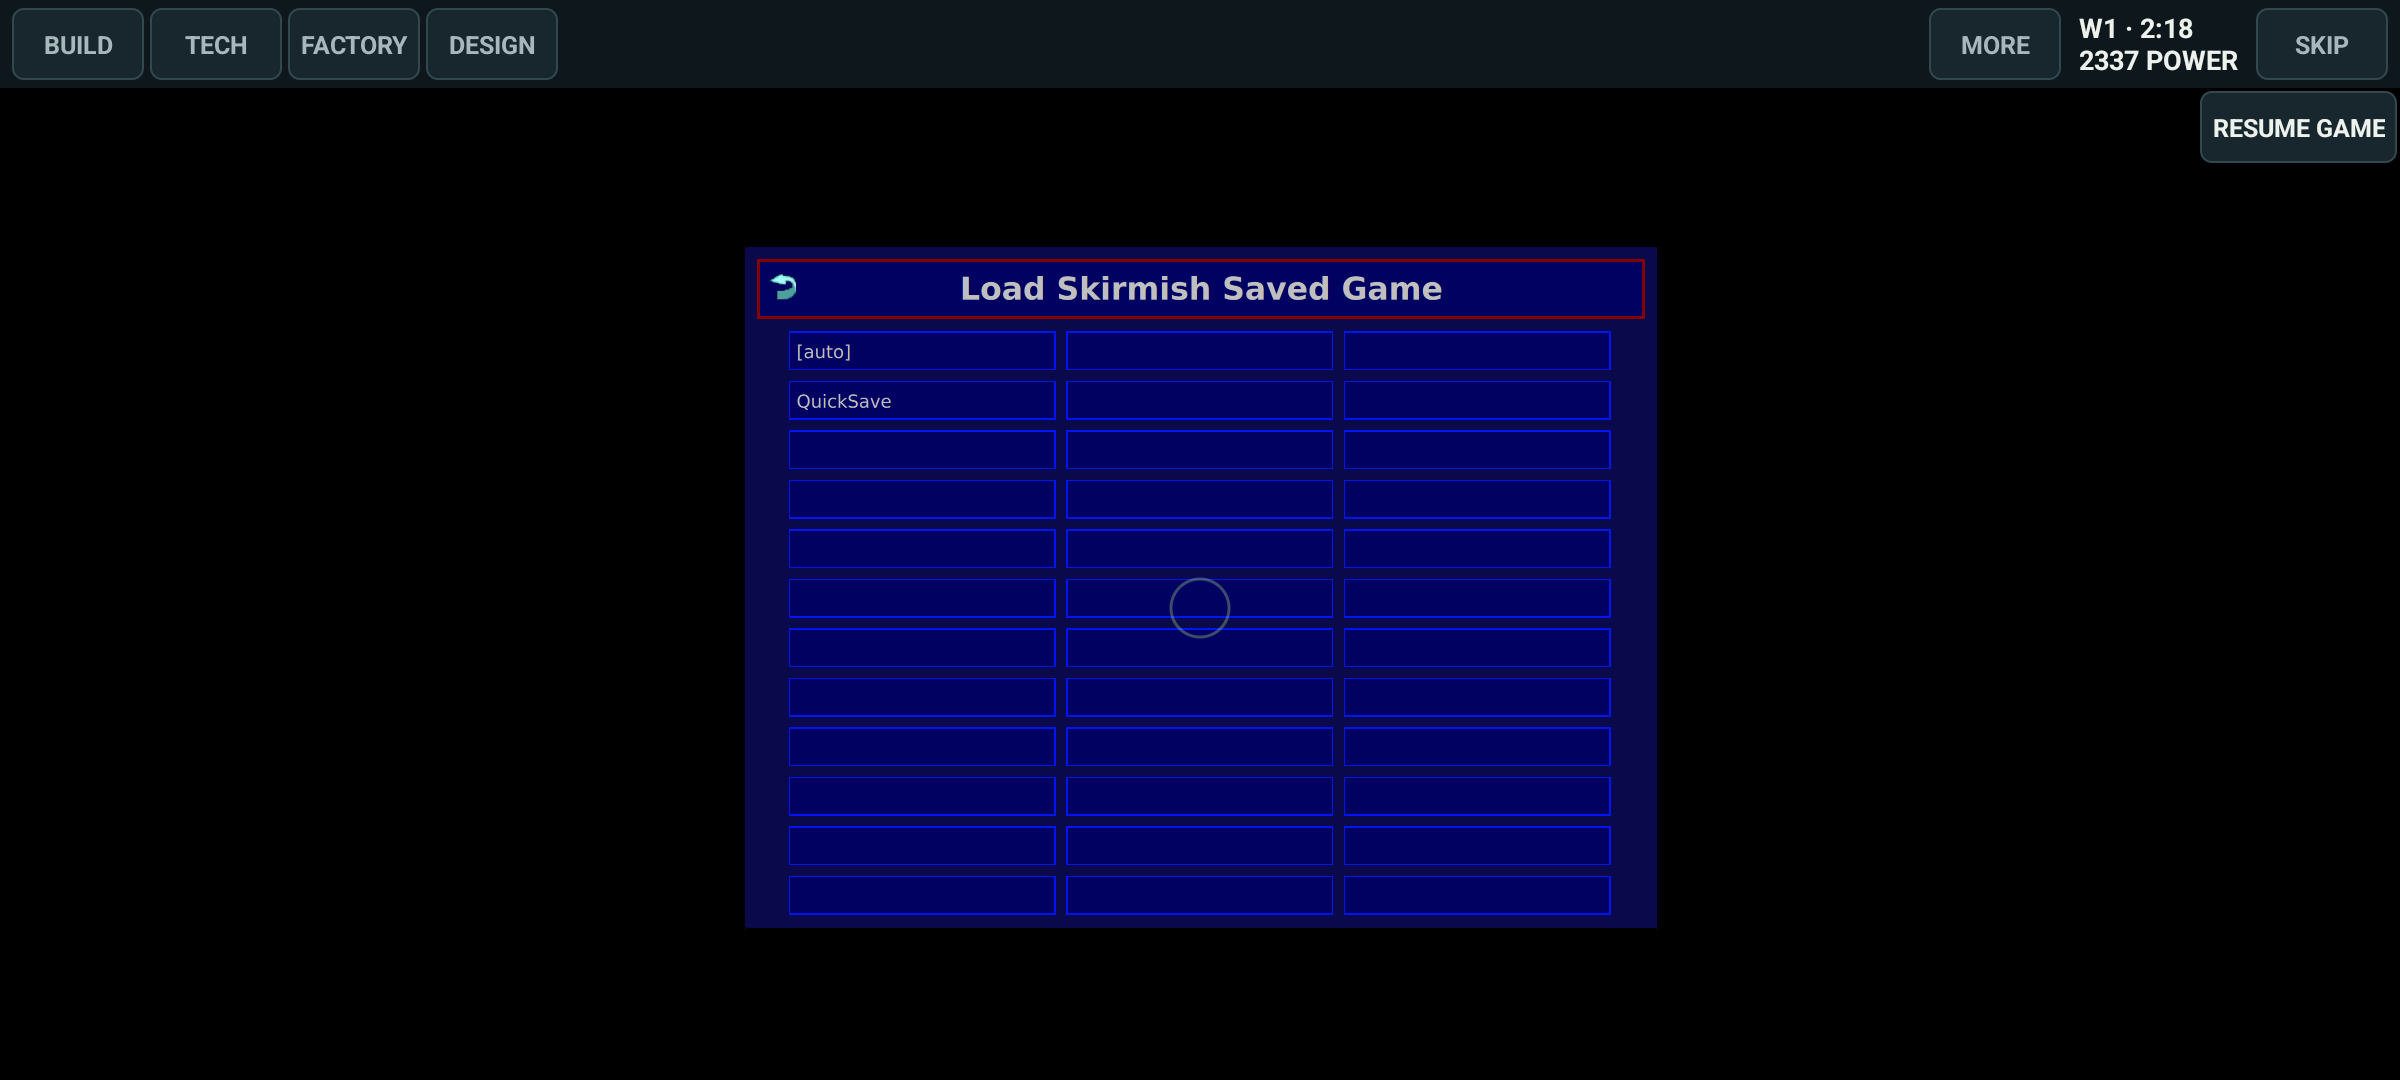 BUILD
TECH
FACTORY
DESIGN
MORE
W1 · 2:18
2337 POWER
SKIP
RESUME GAME
Load Skirmish Saved Game
[auto]
QuickSave